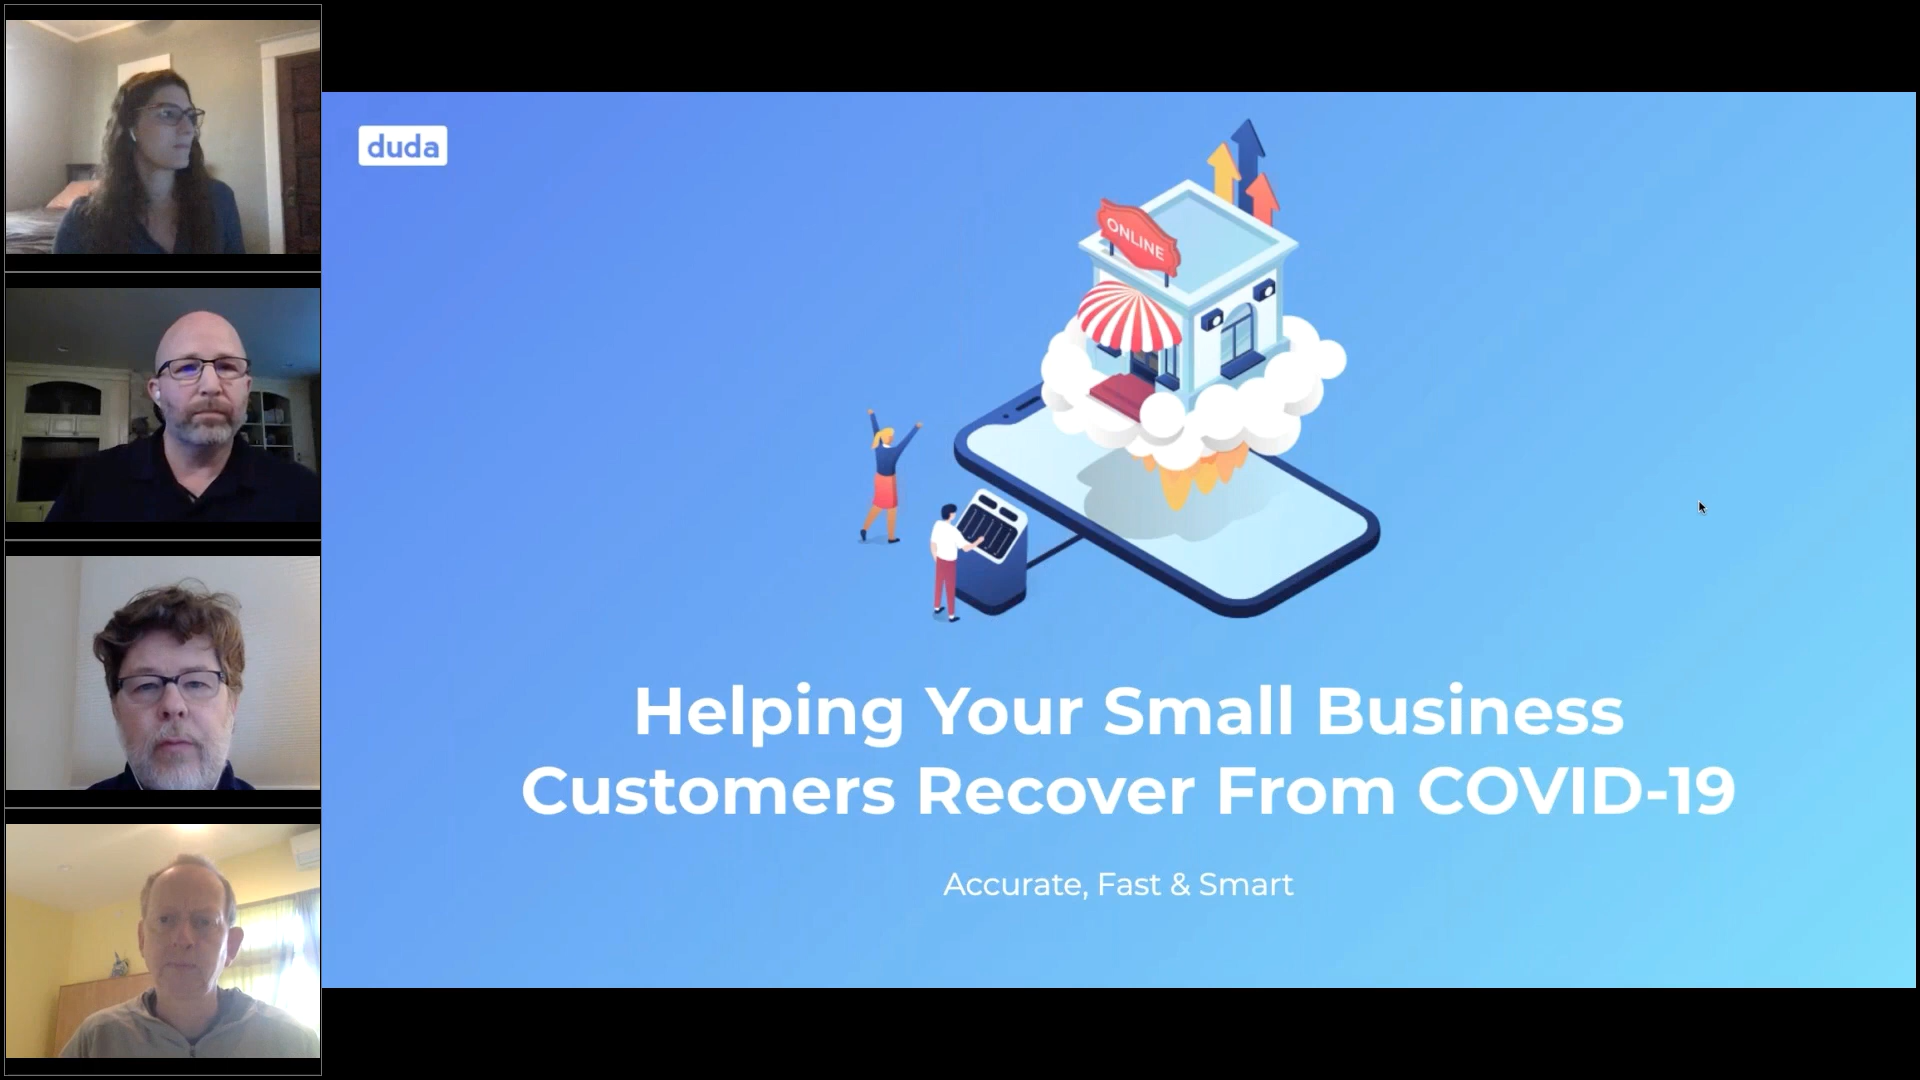 duda
ONLINE
Helping Your Small Business
Customers Recover From COVID-19
Accurate, Fast & Smart